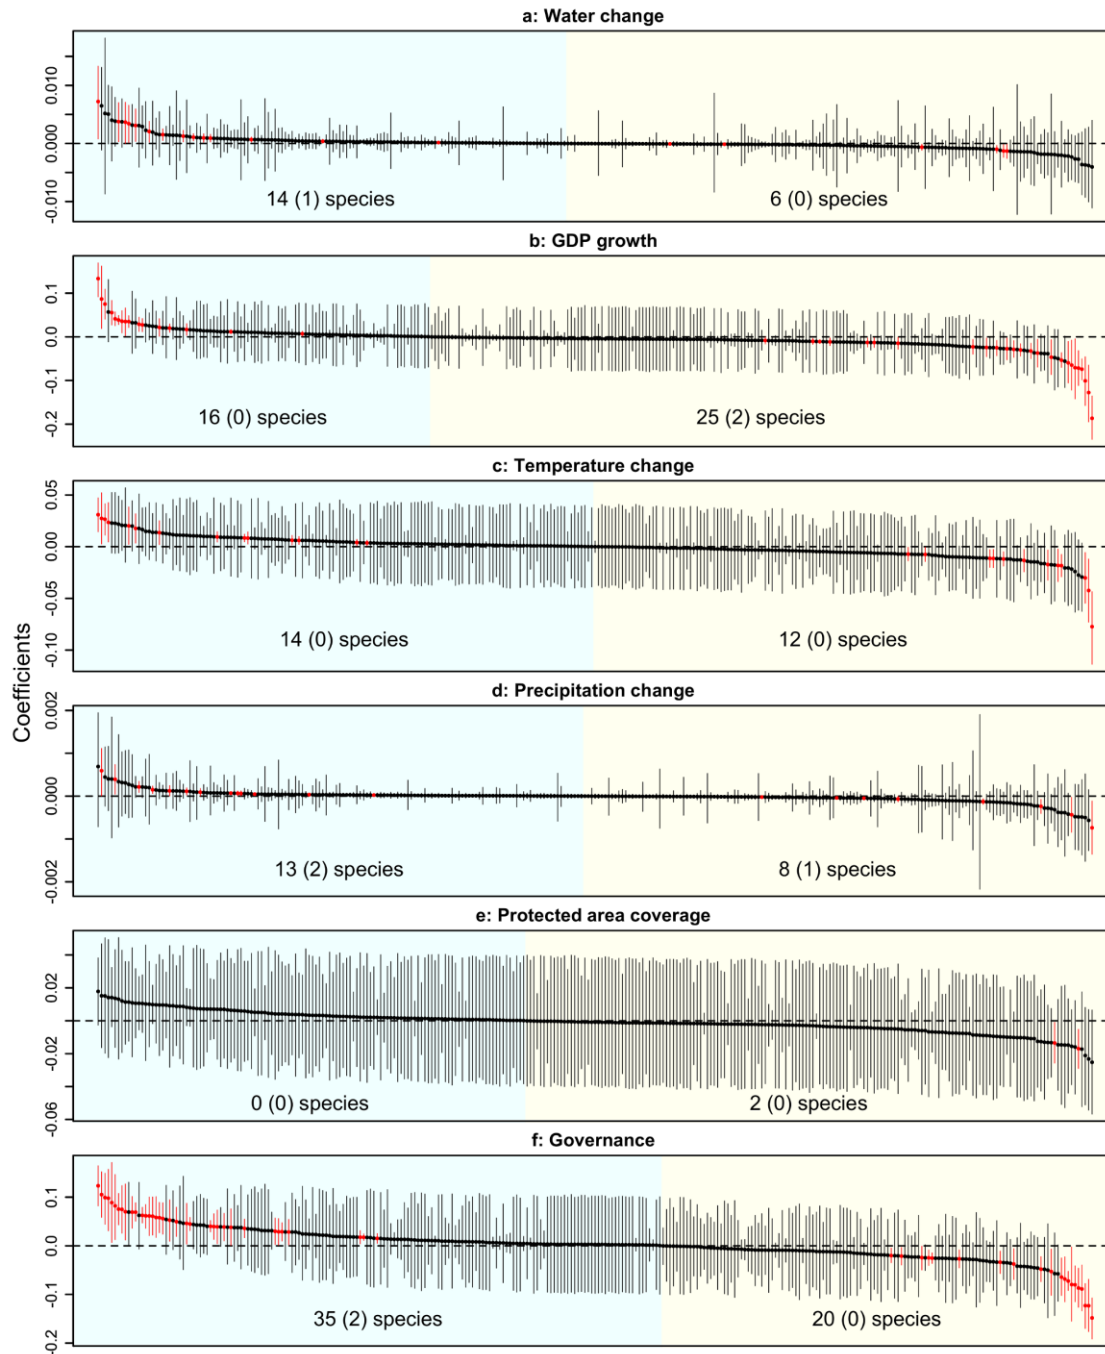 a: Water change
0.010
0.000
-0.010
14 (1) species
6 (0) species
b: GDP growth
0.1
0.0
-0.1
-0.2
16 (0) species
25 (2) species
c: Temperature change
0.05
0.00
-0.05
-0.10
14 (0) species
12 (0) species
Coefficients
d: Precipitation change
0.002
0.000
-0.002
13 (2) species
8 (1) species
e: Protected area coverage
0.02
-0.02
-0.06
0 (0) species
2 (0) species
f: Governance
0.1
0.0
-0.1
-0.2
35 (2) species
20 (0) species